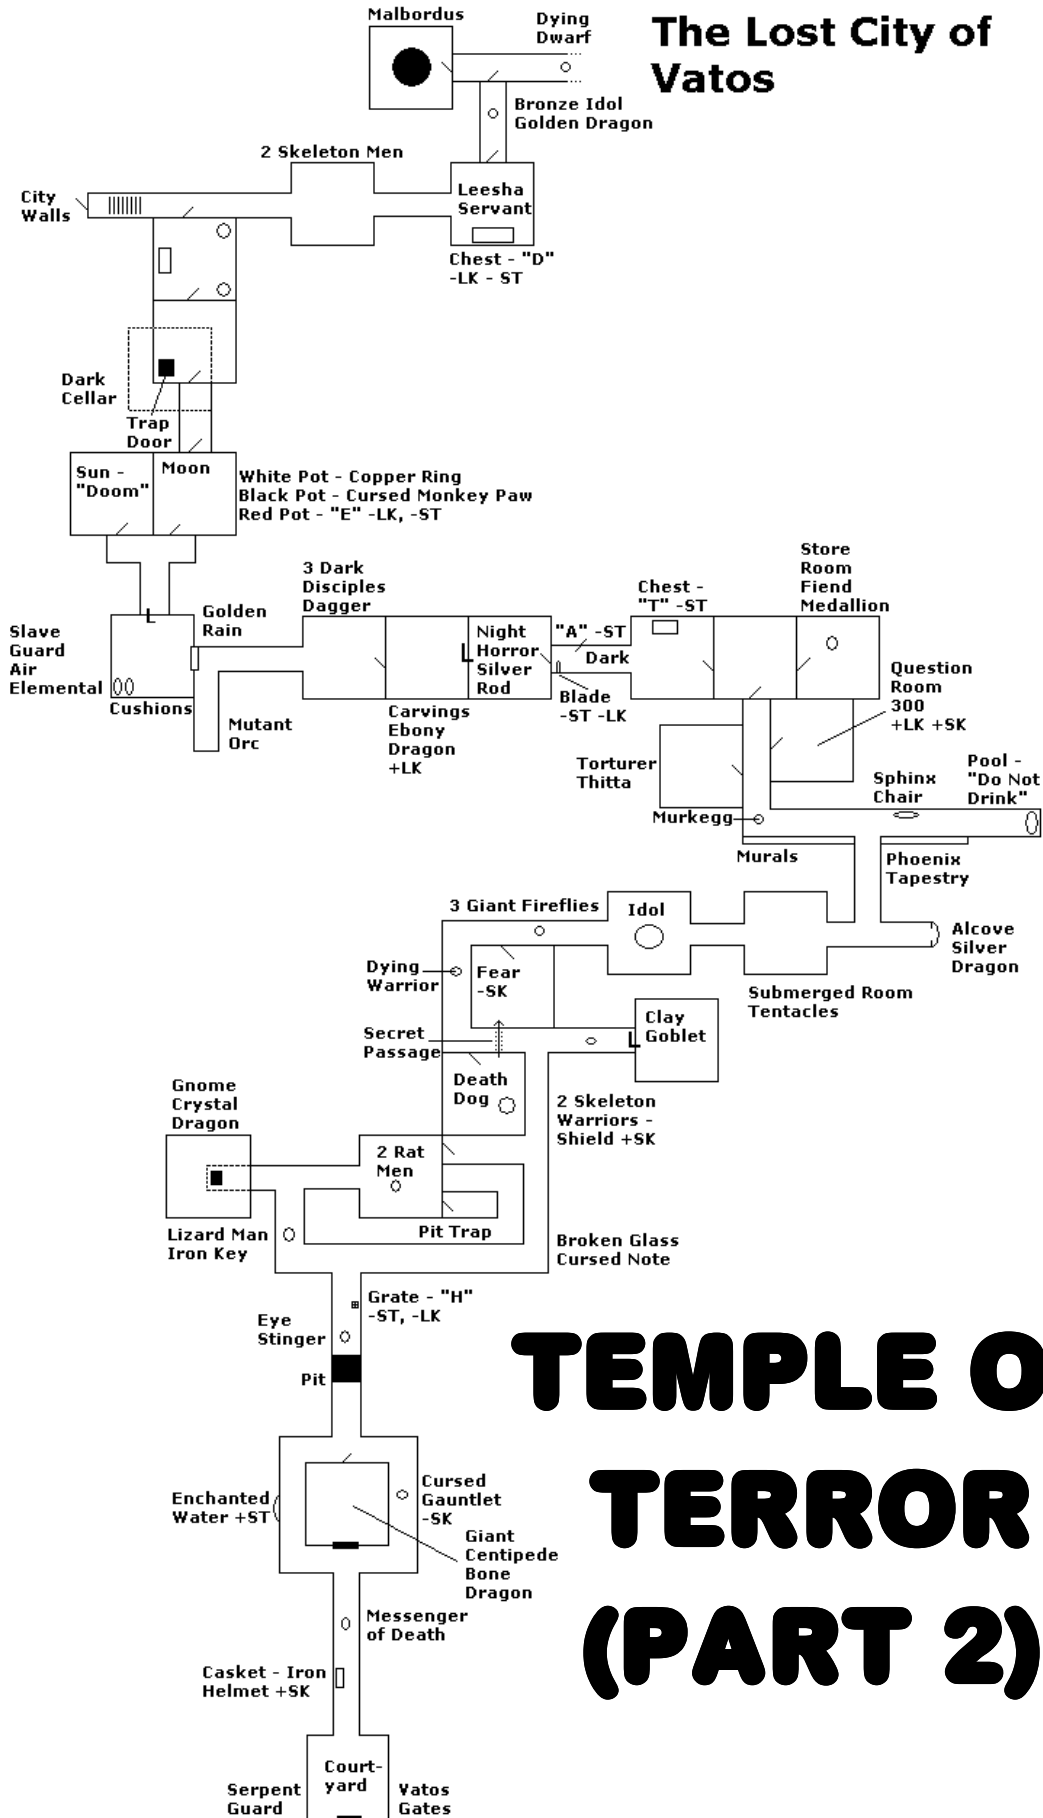 Malbordus
Dying
Dwarf
The Lost City of
Vatos
Bronze Idol
Golden Dragon
2 Skeleton Men
City
Walls
Leesha
Servant
Chest - "D"
-LK - ST
Dark
Cellar
Trap
Door
Sun -
"Doom"
Moon
White Pot - Copper Ring
Black Pot - Cursed Monkey Paw
Red Pot - "E" -LK, -ST
Store
Room
Fiend
Medallion
3 Dark
Disciples
Dagger
Chest -
"T" -ST
Golden
Rain
Slave
Guard
Air
Elemental
L
Cushions
Mutant
Orc
Night
Horror
Silver
Rod
L
"A" -ST
Dark
Blade
-ST -LK
Carvings
Ebony
Dragon
+LK
Question
Room
300
+LK +SK
Torturer
Thitta
Sphinx
Chair
Pool -
"Do Not
Drink"
Murkegg
Murals
Phoenix
Tapestry
3 Giant Fireflies
Idol
Alcove
Silver
Dragon
Dying
Warrior
Fear
-SK
Submerged Room
Tentacles
Secret
Passage
Clay
Goblet
L
Death
Dog
Gnome
Crystal
Dragon
2 Skeleton
Warriors -
Shield +SK
2 Rat
Men
Pit Trap
Lizard Man
Iron Key
Broken Glass
Cursed Note
Grate - "H"
-ST, -LK
Eye
Stinger
Pit
TEMPLE O
TERROR
(PART 2)
Enchanted
Water +ST
Cursed
Gauntlet
-SK
Giant
Centipede
Bone
Dragon
Messenger
of Death
Casket - Iron
Helmet +SK
Court-
yard
Serpent
Guard
Vatos
Gates